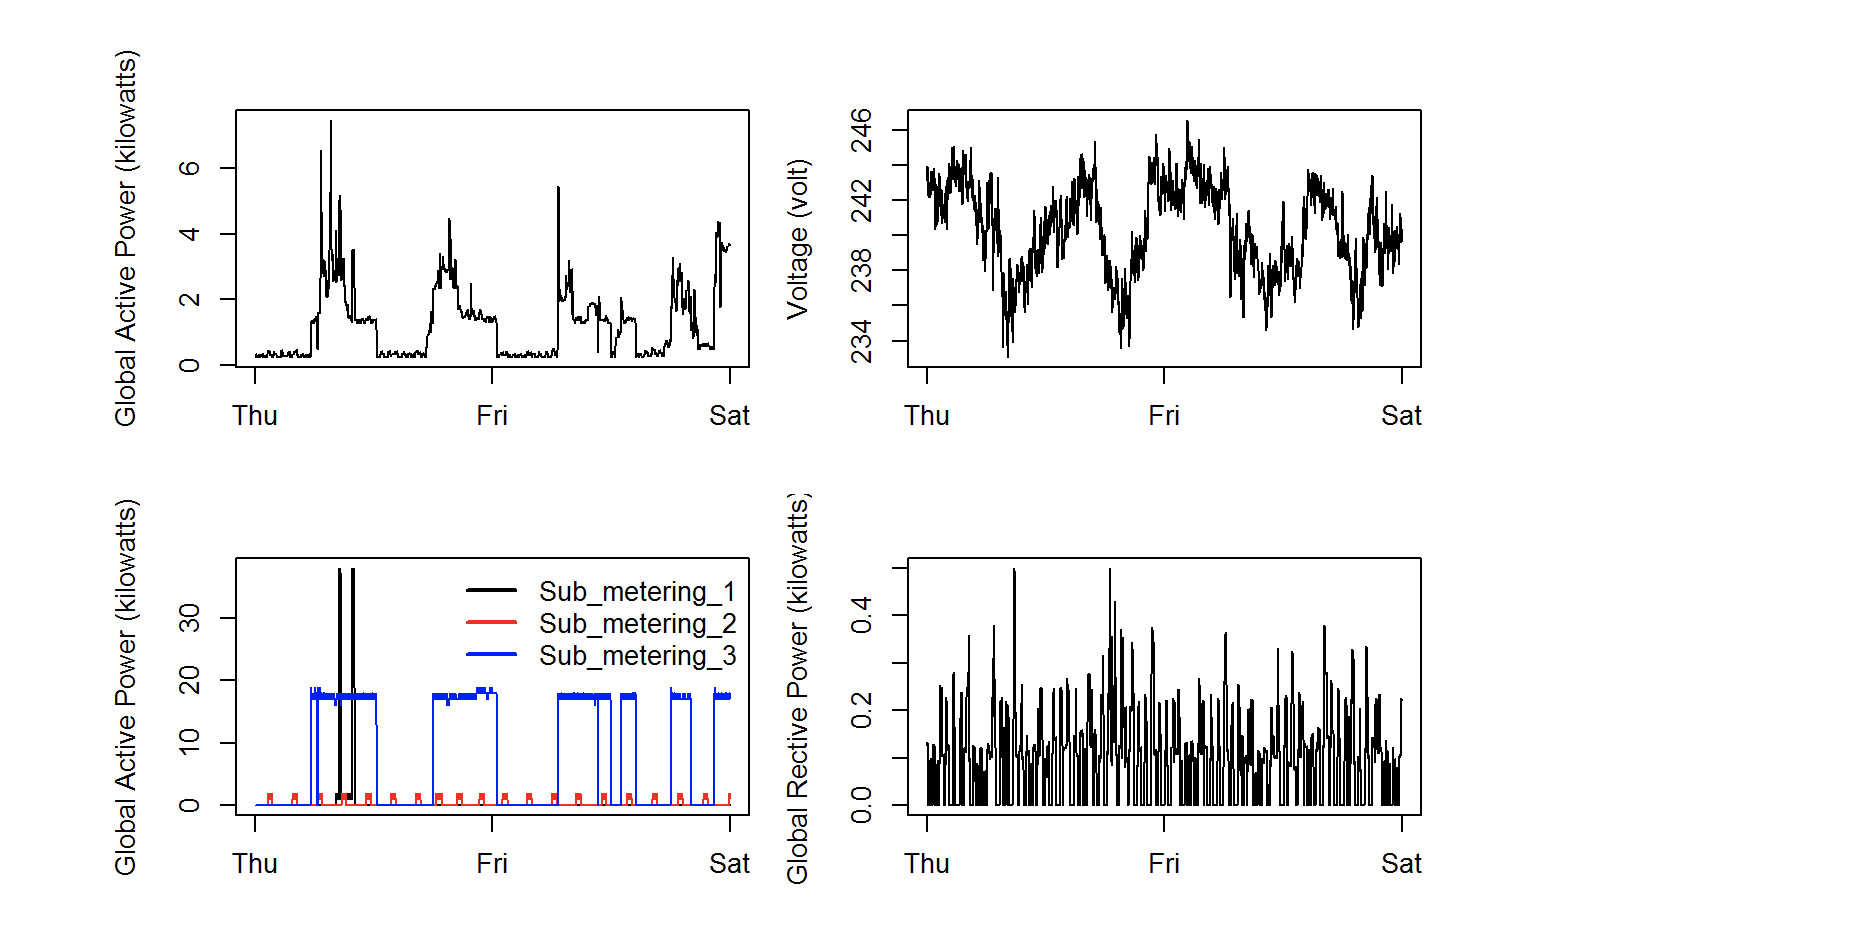 Global Active Power (kilowatts)
6
4
2
0
Thu Fri Sat
Voltage (volt)
246
242
238
234
Thu Fri Sat
Global Active Power (kilowatts)
30
20
10
0
Sub_metering_1
Sub_metering_2
Sub_metering_3
Thu Fri Sat
Global Rective Power (kilowatts)
0.4
0.2
0.0
Thu Fri Sat